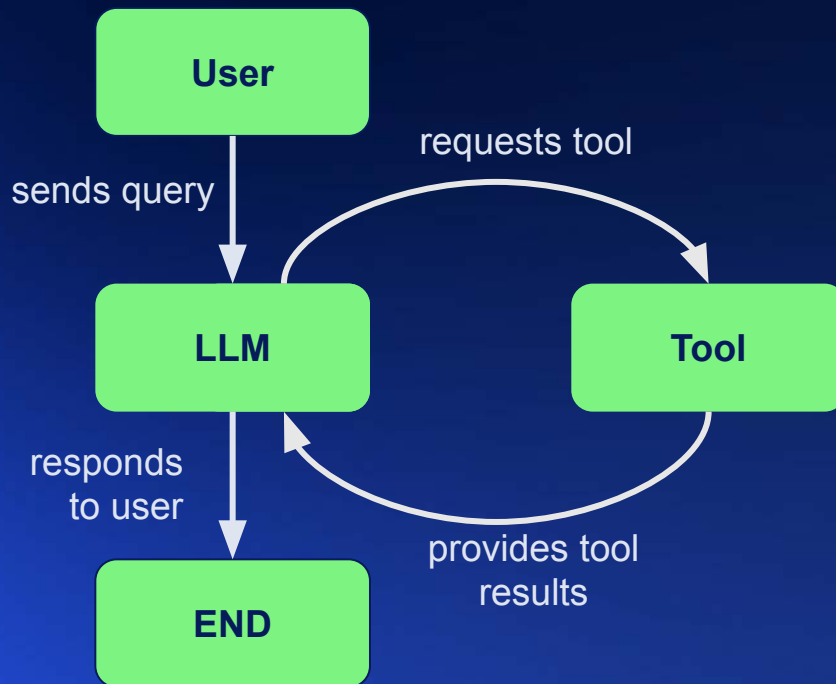 User
requests tool
sends query
LLM
Tool
responds
to user
provides tool
results
END